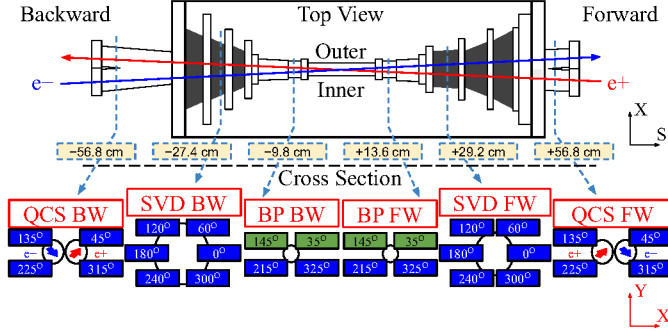 Backward Top View Forward
Outer
Inner
e− e+
X
S
−56.8 cm −27.4 cm −9.8 cm +13.6 cm +29.2 cm +56.8 cm
Cross Section
QCS BW SVD BW BP BW BP FW SVD FW QCS FW
135° 45° 120° 60° 145° 35° 145° 35° 120° 60° 135° 45°
e− e+ 180° 0° 180° 0° e+ e−
225° 315° 240° 300° 215° 325° 215° 325° 240° 300° 225° 315°
Y
X